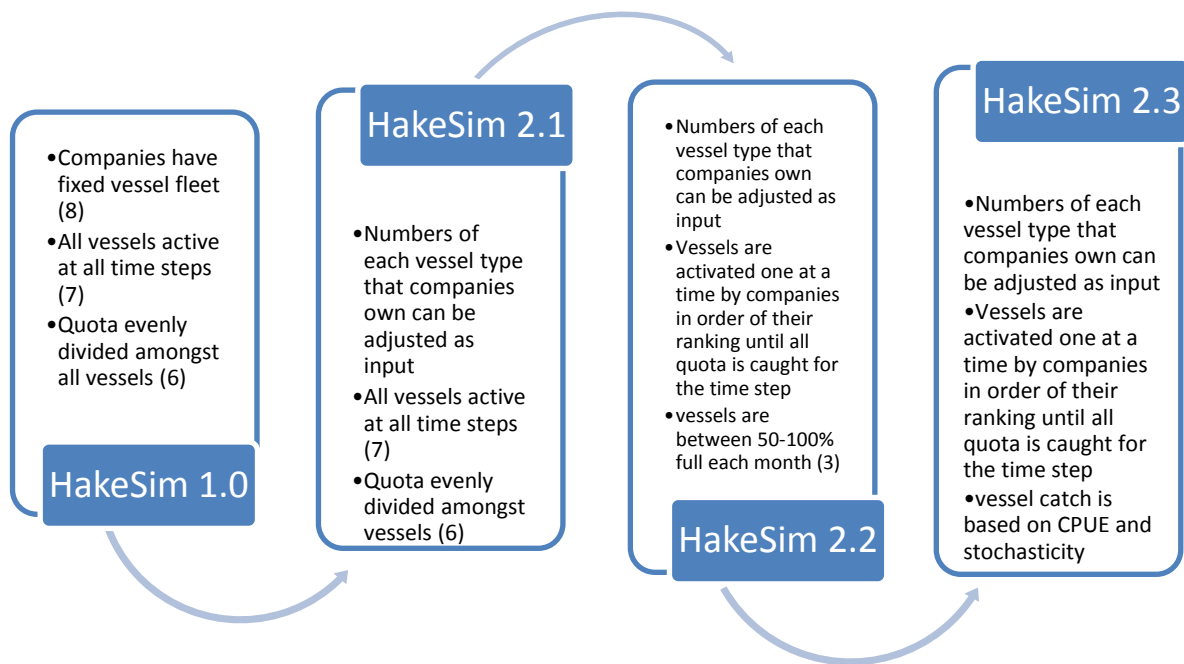 •Companies have
fixed vessel fleet
(8)
•All vessels active
at all time steps
(7)
•Quota evenly
divided amongst
all vessels (6)
HakeSim 1.0
HakeSim 2.1
•Numbers of
each vessel type
that companies
own can be
adjusted as
input
•All vessels active
at all time steps
(7)
•Quota evenly
divided amongst
vessels (6)
•Numbers of each
vessel type that
companies own
can be adjusted as
input
•Vessels are
activated one at a
time by companies
in order of their
ranking until all
quota is caught for
the time step
•vessels are
between 50-100%
full each month (3)
HakeSim 2.2
HakeSim 2.3
•Numbers of each
vessel type that
companies own can
be adjusted as input
•Vessels are
activated one at a
time by companies
in order of their
ranking until all
quota is caught for
the time step
•vessel catch is
based on CPUE and
stochasticity